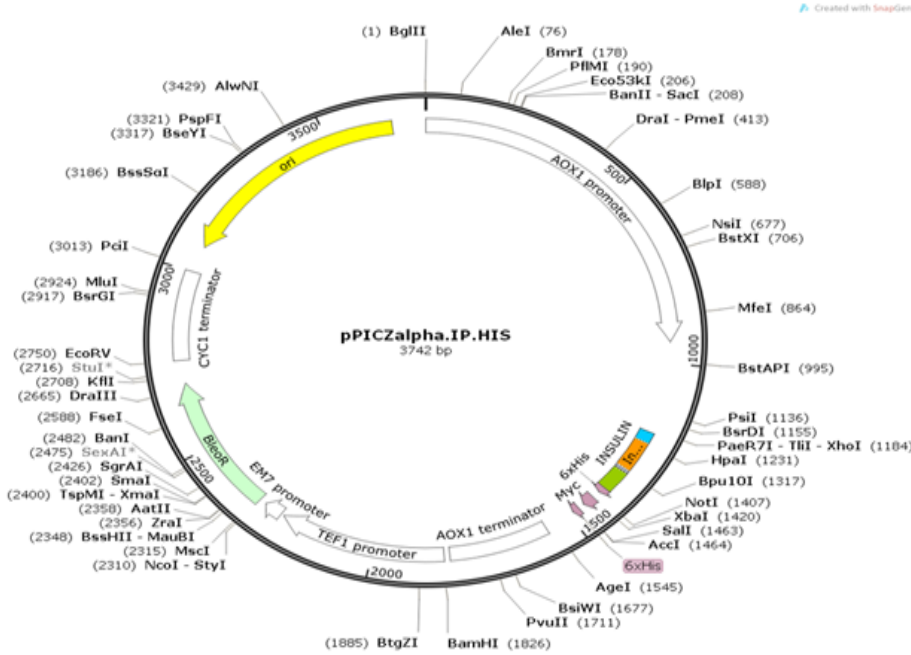 Created with SnapGen
(1) BglII
AleI (76)
BmrI (178)
PflMI (190)
Eco53kI (206)
BanII - SacI (208)
DraI - PmeI (413)
BlpI (588)
NsiI (677)
BstXI (706)
MfeI (864)
BstAPI (995)
PsiI (1136)
BsrDI (1155)
PaeR7I - TliI - XhoI (1184)
HpaI (1231)
Bpu10I (1317)
NotI (1407)
XbaI (1420)
SalI (1463)
AccI (1464)
6xHis
AgeI (1545)
BsiWI (1677)
PvuII (1711)
BamHI (1826)
(1885) BtgZI
(2310) NcoI - StyI
(2315) MscI
(2348) BssHII - MauBI
(2356) ZraI
(2358) AatII
(2400) TspMI - XmaI
(2402) SmaI
(2426) SgrAI
(2475) SexAI*
(2482) BanI
(2588) FseI
(2665) DraIII
(2708) KflI
(2716) StuI*
(2750) EcoRV
(2917) BsrGI
(2924) MluI
(3013) PciI
(3186) BssSαI
(3317) BseYI
(3321) PspFI
(3429) AlwNI
500
1000
1500
2000
2500
3000
3500
AOX1 promoter
INSULIN
In...
6xHis
Myc
AOX1 terminator
TEF1 promoter
EM7 promoter
BleoR
CYC1 terminator
ori
pPICZalpha.IP.HIS
3742 bp